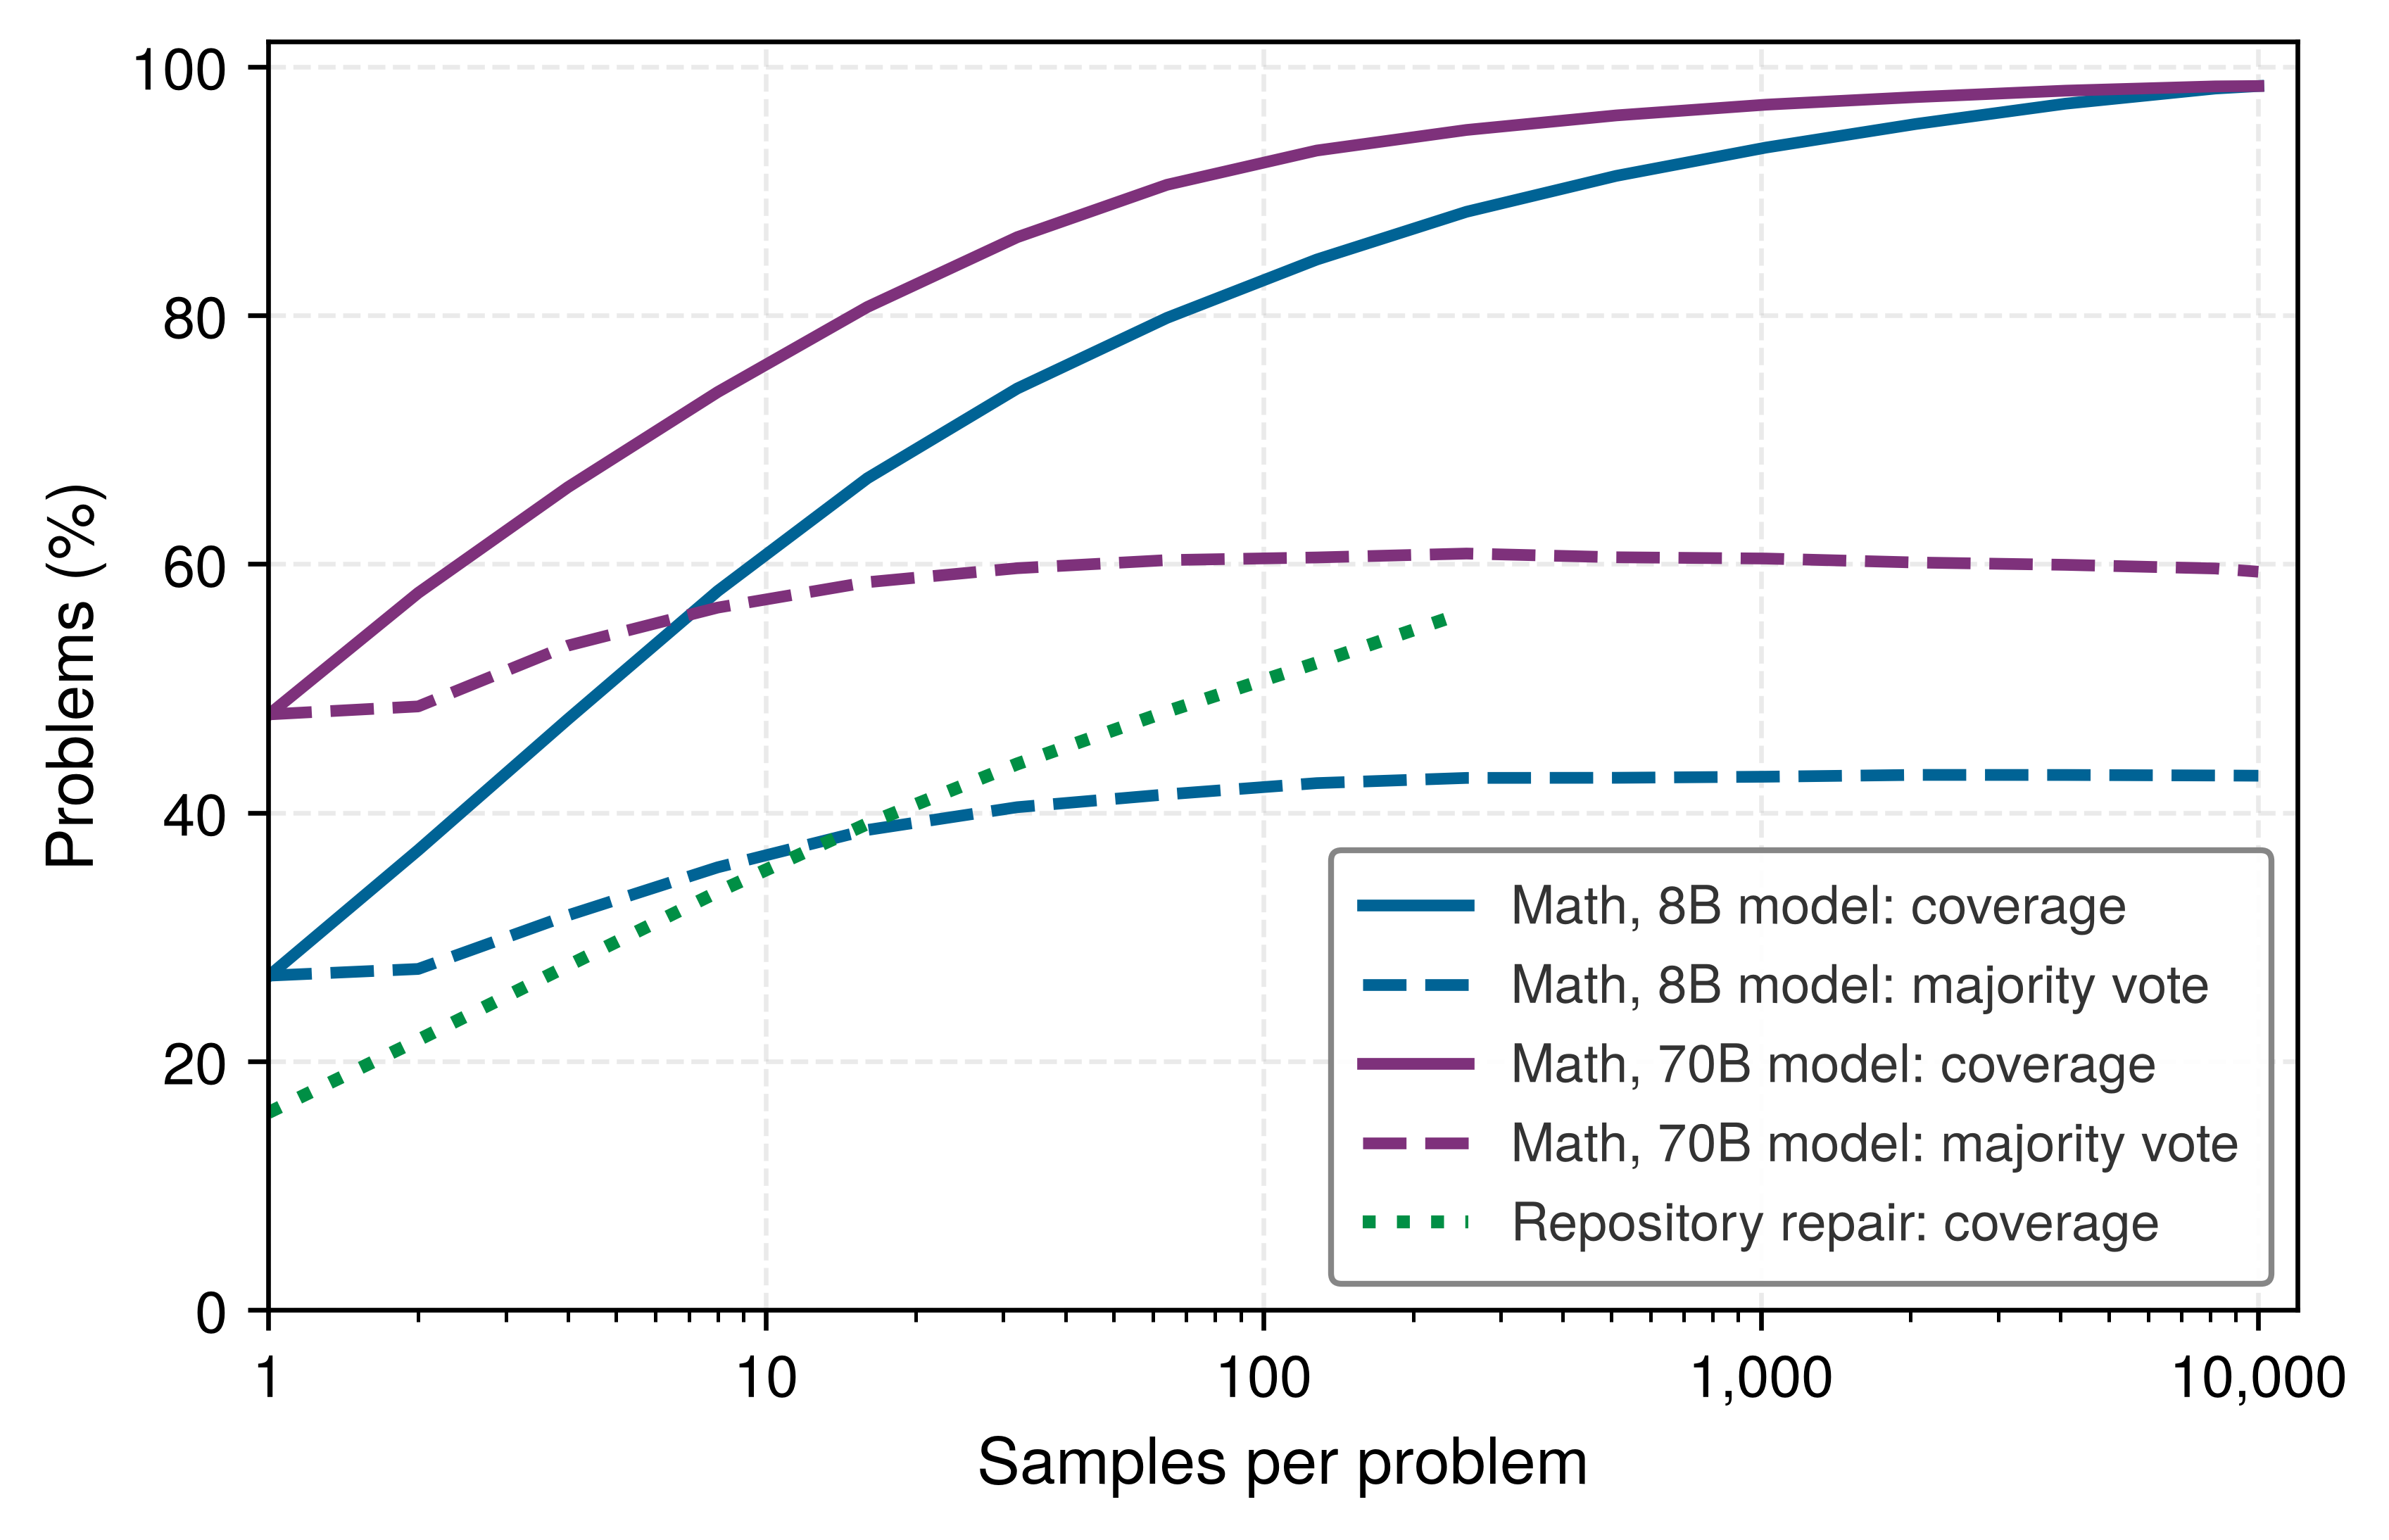 100
80
60
40
20
0
Problems (%)
1
10
100
1,000
10,000
Samples per problem
Math, 8B model: coverage
Math, 8B model: majority vote
Math, 70B model: coverage
Math, 70B model: majority vote
Repository repair: coverage